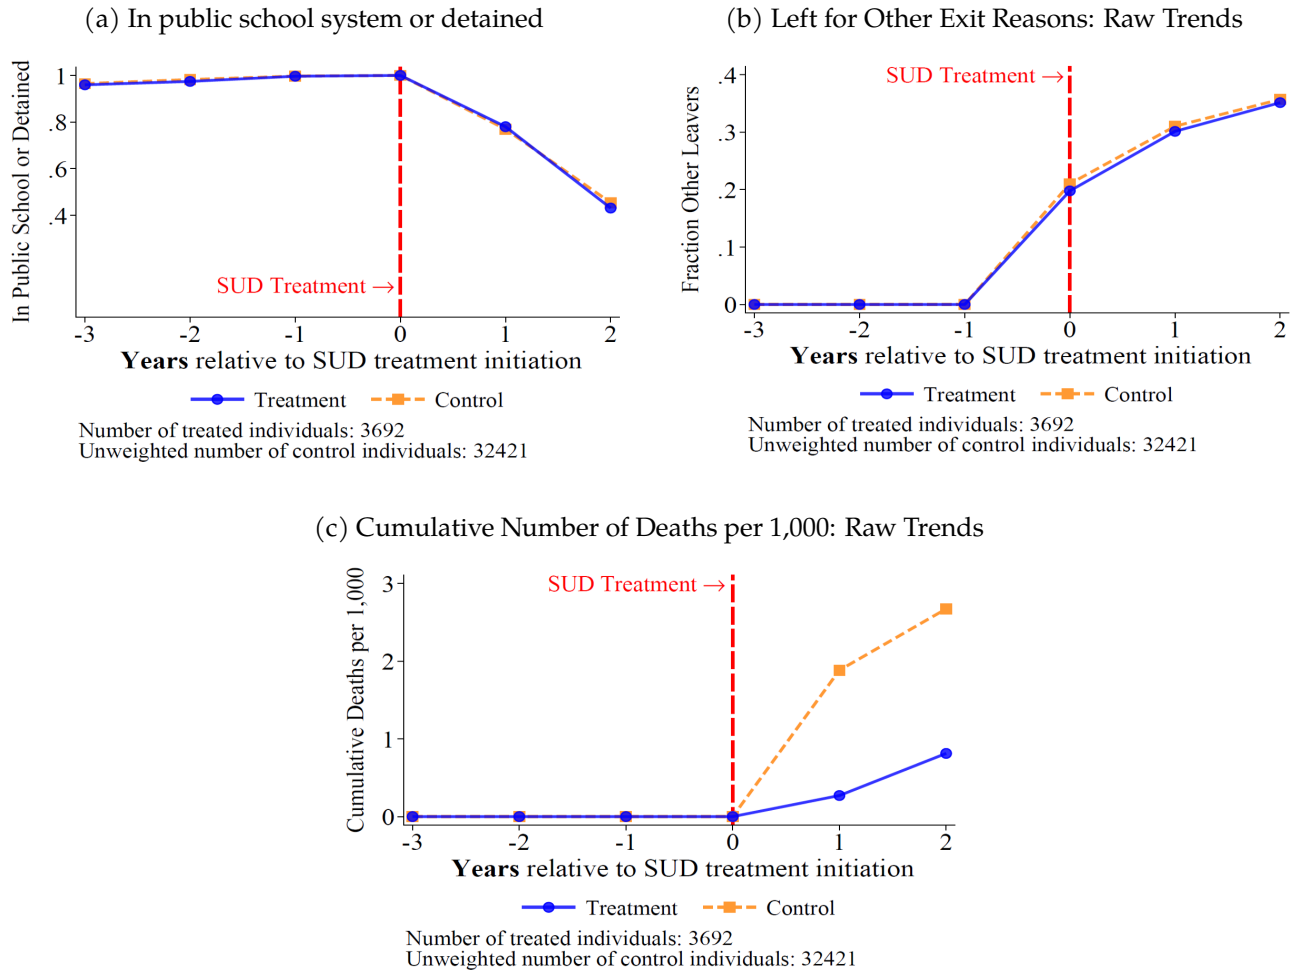 (a) In public school system or detained
In Public School or Detained
1
.8
.6
.4
SUD Treatment →
-3 -2 -1 0 1 2
Years relative to SUD treatment initiation
Treatment Control
Number of treated individuals: 3692
Unweighted number of control individuals: 32421
(b) Left for Other Exit Reasons: Raw Trends
Fraction Other Leavers
.4
.3
.2
.1
0
SUD Treatment →
-3 -2 -1 0 1 2
Years relative to SUD treatment initiation
Treatment Control
Number of treated individuals: 3692
Unweighted number of control individuals: 32421
(c) Cumulative Number of Deaths per 1,000: Raw Trends
Cumulative Deaths per 1,000
3
2
1
0
SUD Treatment →
-3 -2 -1 0 1 2
Years relative to SUD treatment initiation
Treatment Control
Number of treated individuals: 3692
Unweighted number of control individuals: 32421